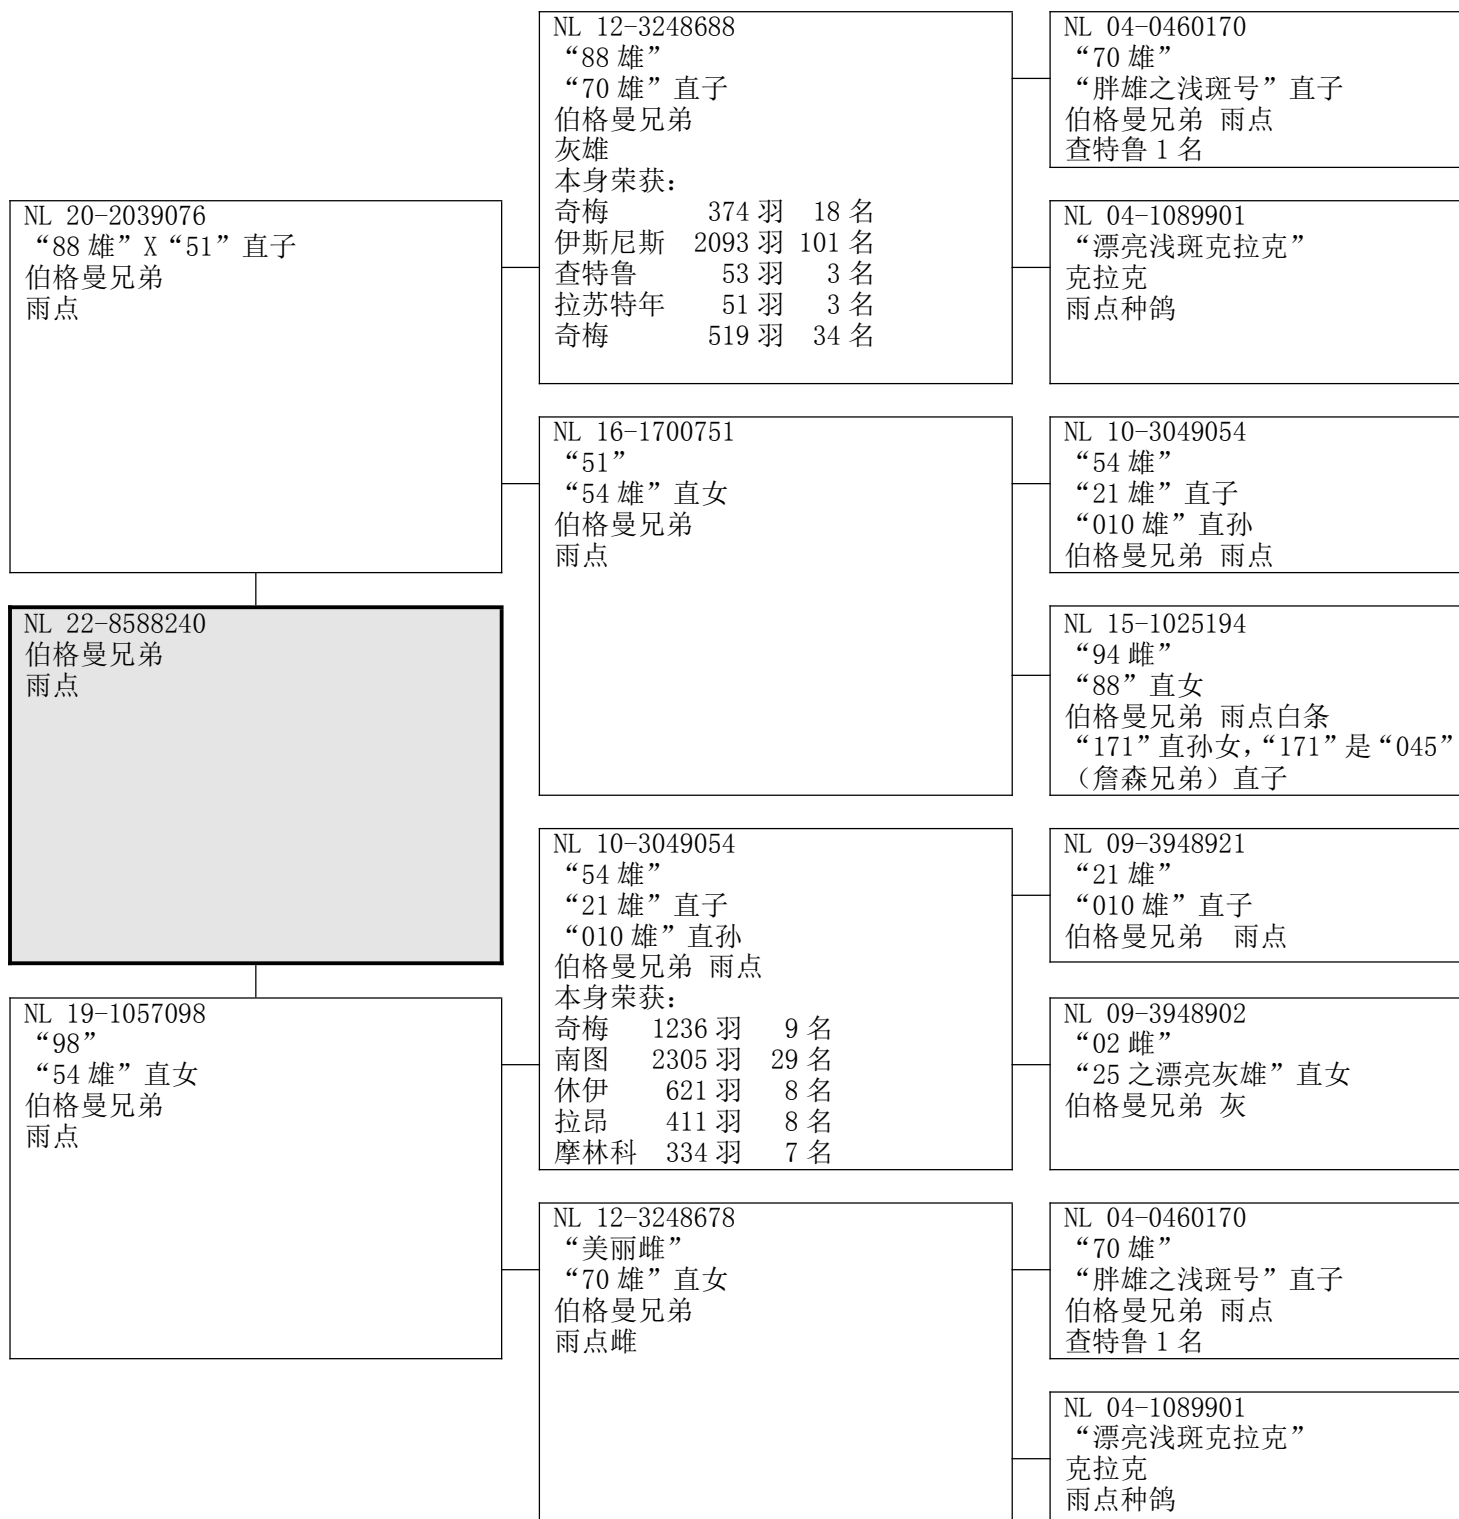 NL 20-2039076
“88 雄”X“51”直子
伯格曼兄弟
雨点
NL 22-8588240
伯格曼兄弟
雨点
NL 19-1057098
“98”
“54 雄”直女
伯格曼兄弟
雨点
NL 12-3248688
“88 雄”
“70 雄”直子
伯格曼兄弟
灰雄
本身荣获：
奇梅 374 羽 18 名
伊斯尼斯 2093 羽 101 名
查特鲁 53 羽 3 名
拉苏特年 51 羽 3 名
奇梅 519 羽 34 名
NL 16-1700751
“51”
“54 雄”直女
伯格曼兄弟
雨点
NL 10-3049054
“54 雄”
“21 雄”直子
“010 雄”直孙
伯格曼兄弟 雨点
本身荣获：
奇梅 1236 羽 9 名
南图 2305 羽 29 名
休伊 621 羽 8 名
拉昂 411 羽 8 名
摩林科 334 羽 7 名
NL 12-3248678
“美丽雌”
“70 雄”直女
伯格曼兄弟
雨点雌
NL 04-0460170
“70 雄”
“胖雄之浅斑号”直子
伯格曼兄弟 雨点
查特鲁 1 名
NL 04-1089901
“漂亮浅斑克拉克”
克拉克
雨点种鸽
NL 10-3049054
“54 雄”
“21 雄”直子
“010 雄”直孙
伯格曼兄弟 雨点
NL 15-1025194
“94 雌”
“88”直女
伯格曼兄弟 雨点白条
“171”直孙女，“171”是“045”
（詹森兄弟）直子
NL 09-3948921
“21 雄”
“010 雄”直子
伯格曼兄弟 雨点
NL 09-3948902
“02 雌”
“25 之漂亮灰雄”直女
伯格曼兄弟 灰
NL 04-0460170
“70 雄”
“胖雄之浅斑号”直子
伯格曼兄弟 雨点
查特鲁 1 名
NL 04-1089901
“漂亮浅斑克拉克”
克拉克
雨点种鸽